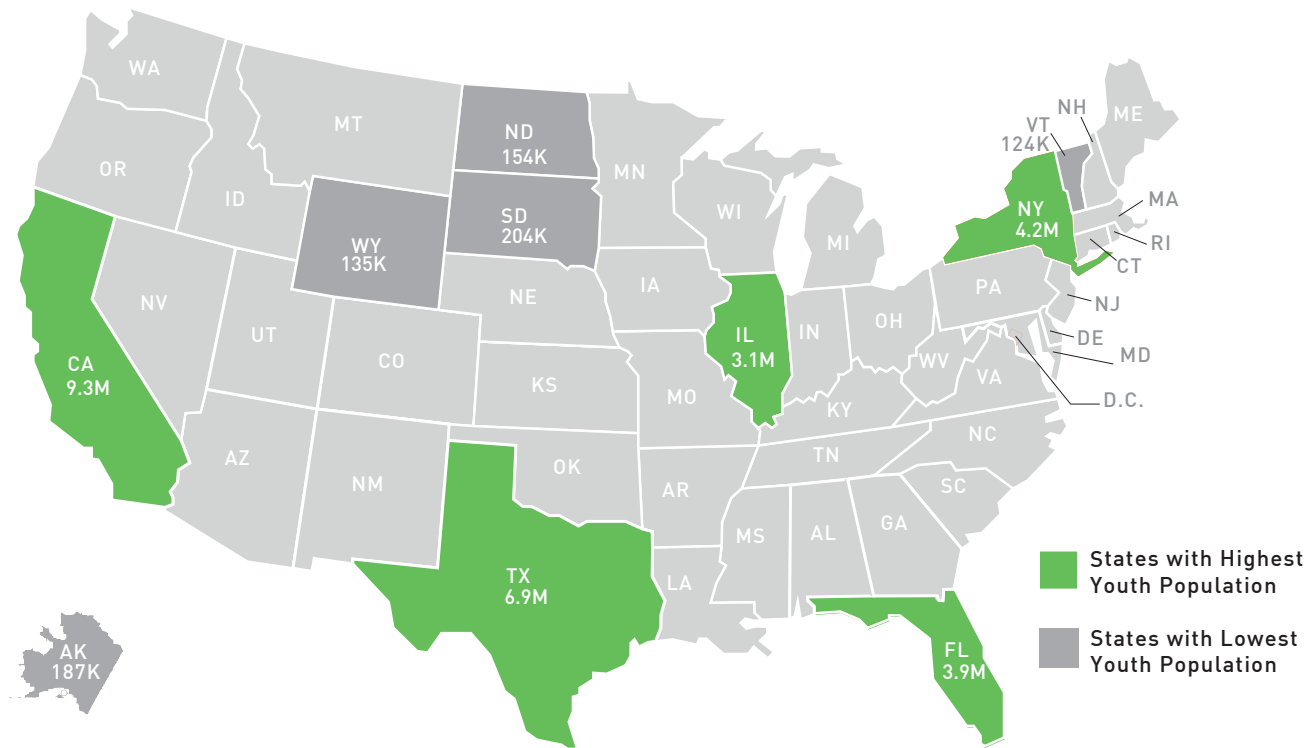 WA
MT
ND
154K
MN
VT
124K
NH
ME
OR
ID
SD
204K
WI
MI
NY
4.2M
MA
RI
CT
WY
135K
IA
NE
PA
NJ
NV
UT
CO
IL
3.1M
IN
OH
DE
MD
CA
9.3M
KS
MO
WV
VA
D.C.
KY
AZ
NM
OK
TN
NC
AR
SC
MS
AL
GA
TX
6.9M
LA
States with Highest
Youth Population
AK
187K
FL
3.9M
States with Lowest
Youth Population